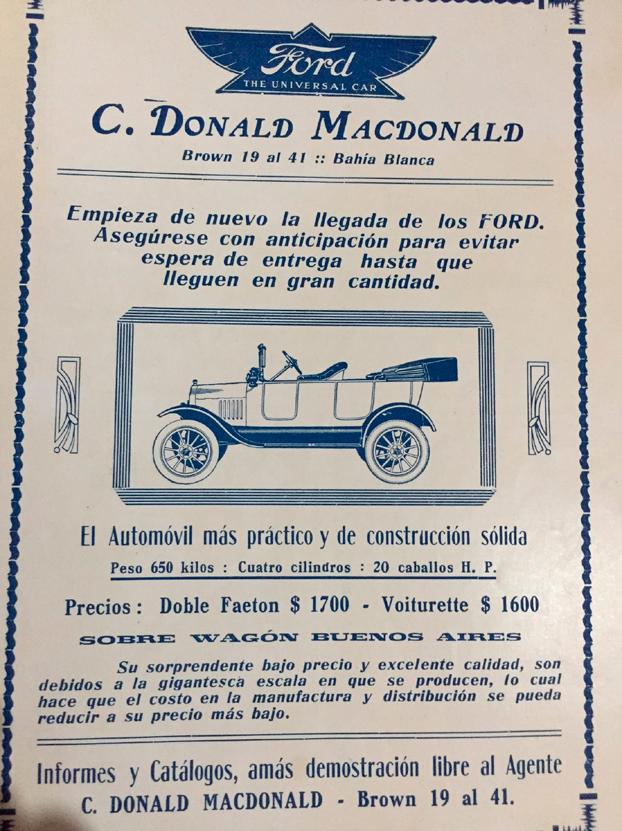 Ford
THE UNIVERSAL CAR
C. DONALD MACDONALD
Brown 19 al 41 :: Bahía Blanca
Empieza de nuevo la llegada de los FORD.
Asegúrese con anticipación para evitar
espera de entrega hasta que
lleguen en gran cantidad.
El Automóvil más práctico y de construcción sólida
Peso 650 kilos : Cuatro cilindros : 20 caballos H. P.
Precios : Doble Faeton $ 1700 - Voiturette $ 1600
SOBRE WAGÓN BUENOS AIRES
Su sorprendente bajo precio y excelente calidad, son
debidos a la gigantesca escala en que se producen, lo cual
hace que el costo en la manufactura y distribución se pueda
reducir a su precio más bajo.
Informes y Catálogos, amás demostración libre al Agente
C. DONALD MACDONALD - Brown 19 al 41.